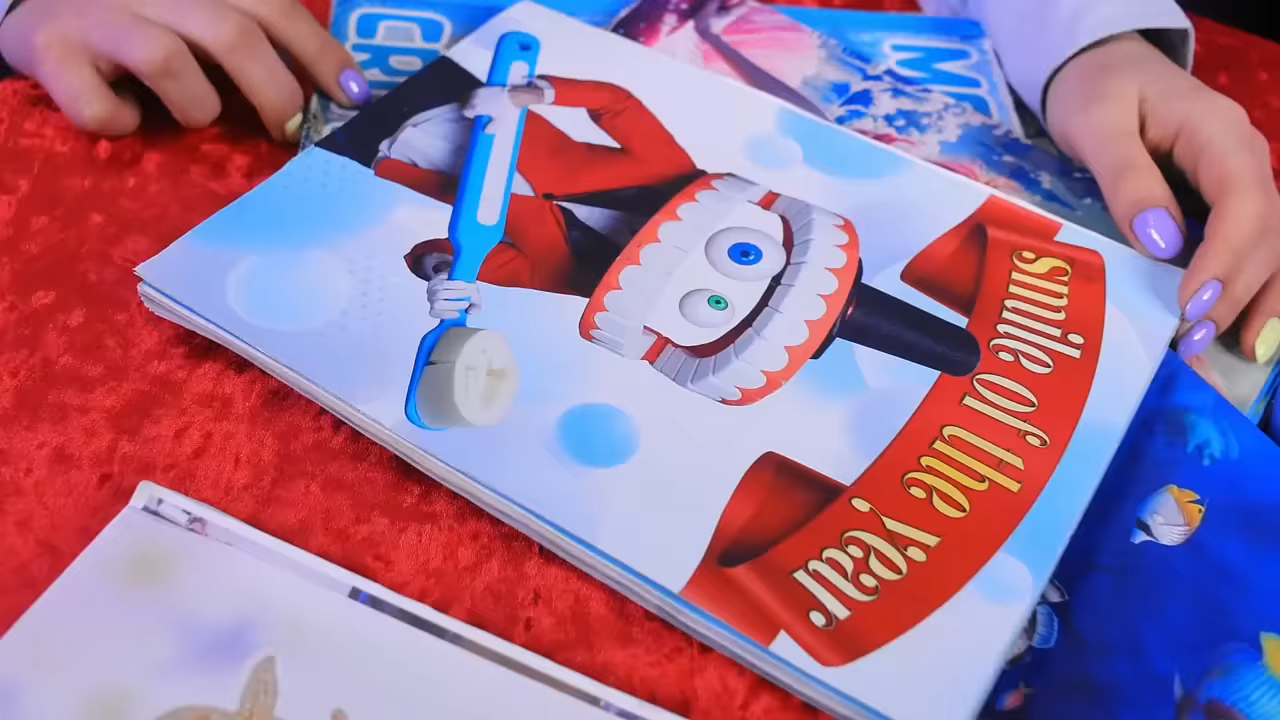 smile of the year